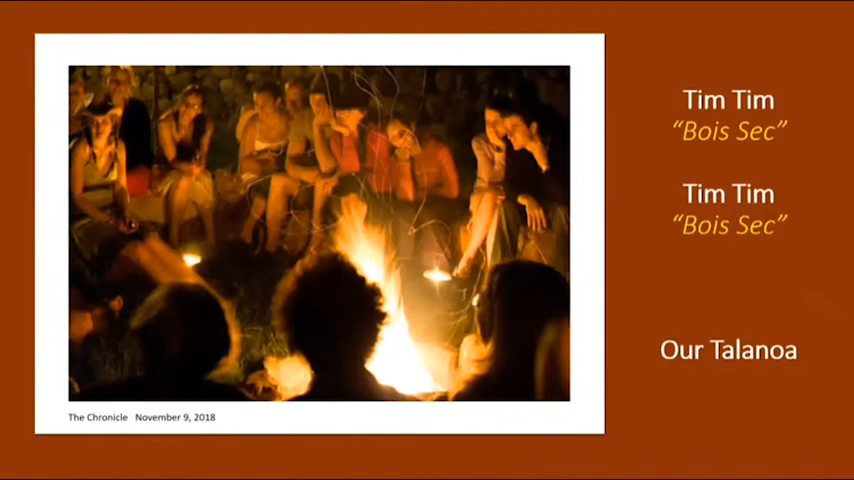 Tim Tim
“Bois Sec”
Tim Tim
“Bois Sec”
Our Talanoa
The Chronicle November 9, 2018